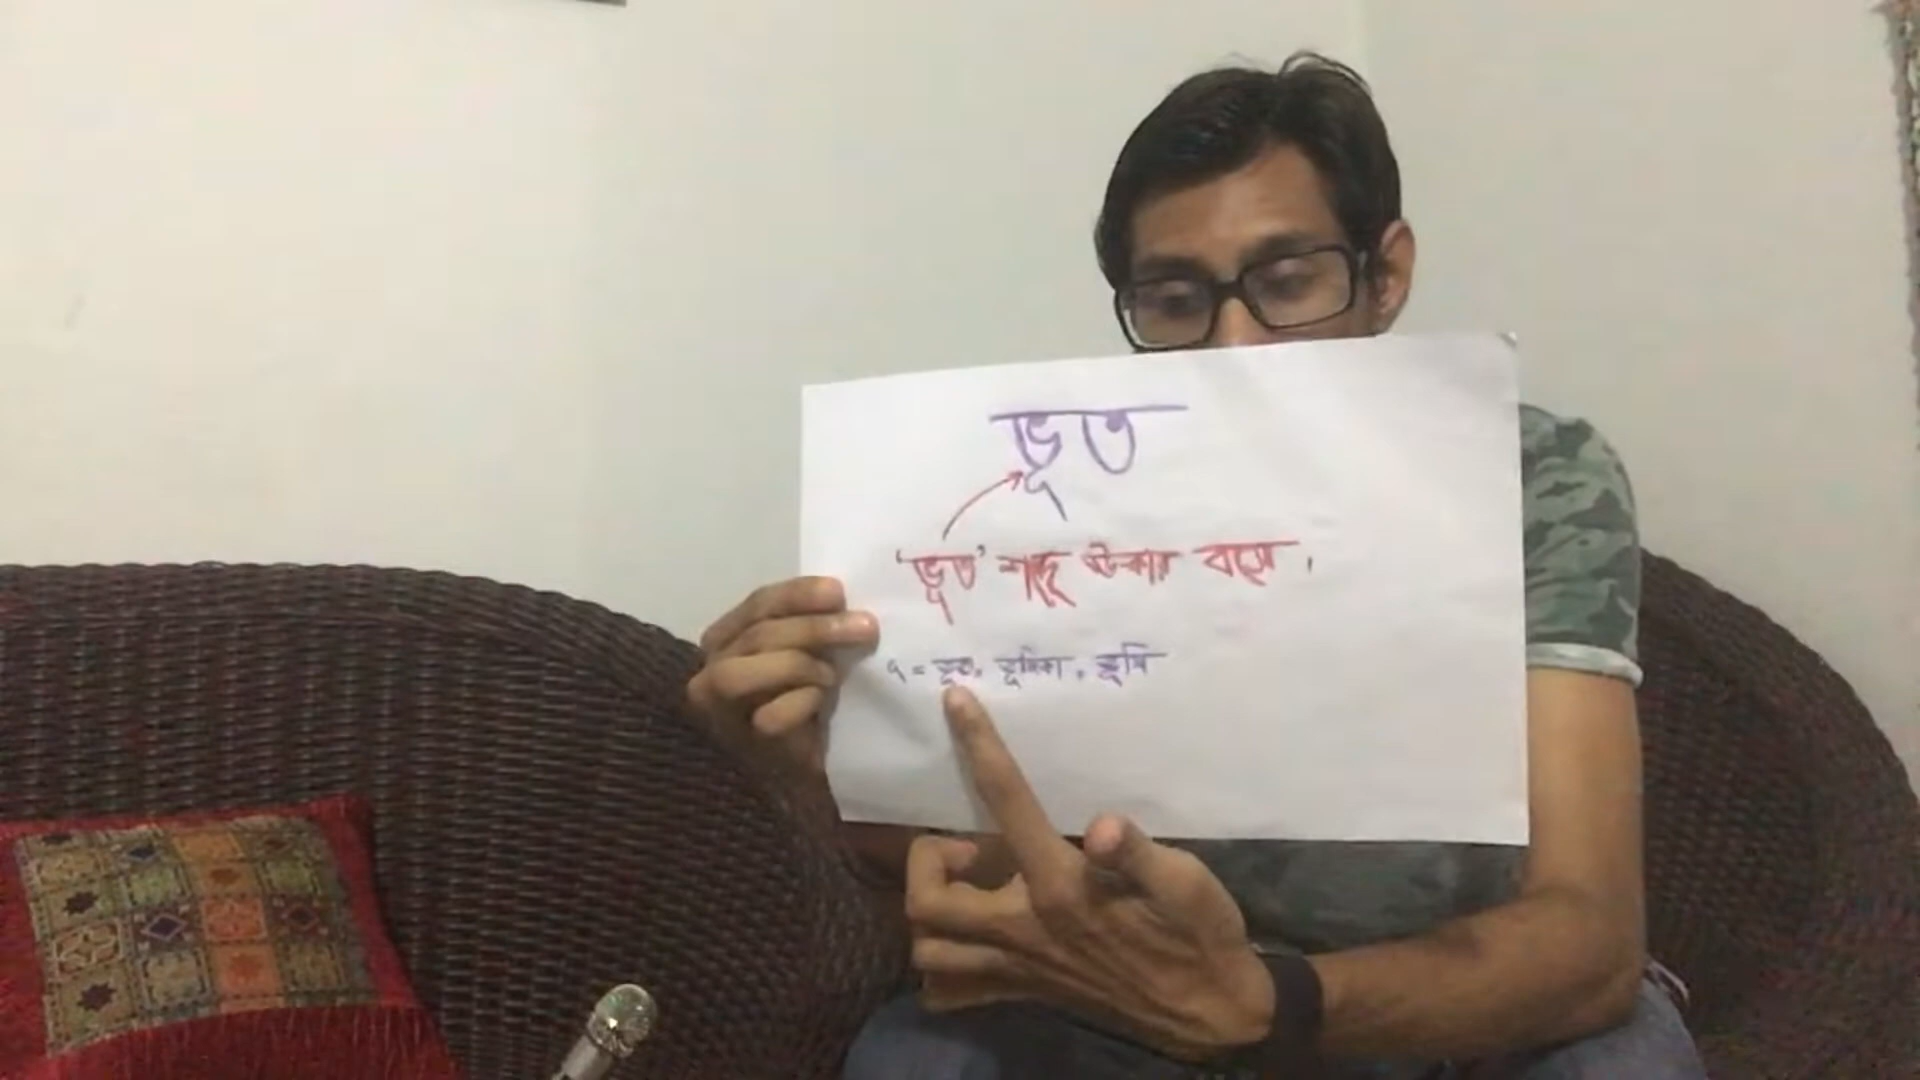 ভূত
'ভূত' শব্দে ঊকার বসে।
ূ = ভূত, ভূমিকা, ভূমি